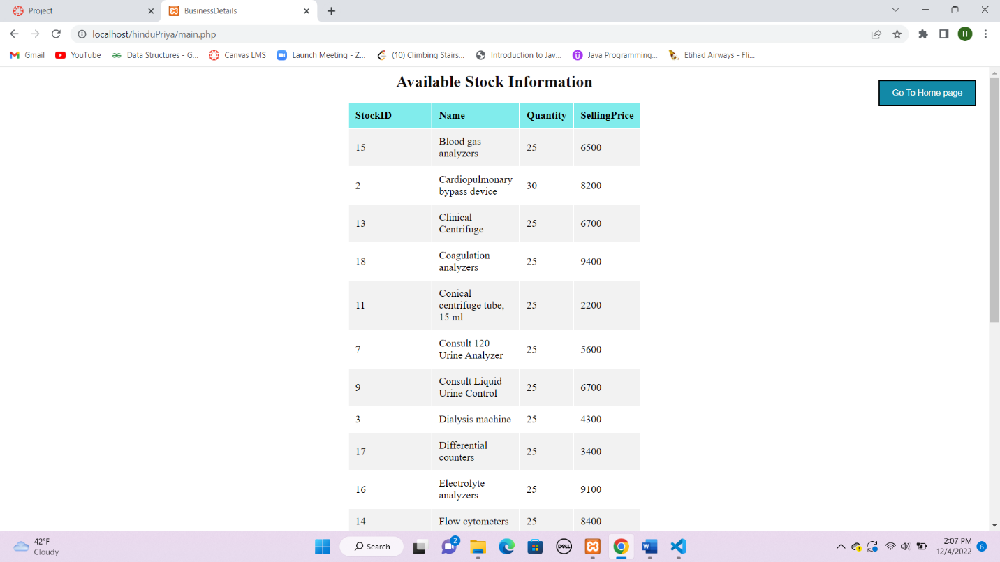 Project
BusinessDetails
localhost/hinduPriya/main.php
H
Gmail
YouTube
Data Structures - G...
Canvas LMS
Launch Meeting - Z...
(10) Climbing Stairs...
Introduction to Jav...
Java Programming...
Etihad Airways - Fli...
Available Stock Information
Go To Home page
StockID Name Quantity SellingPrice
15 Blood gas analyzers 25 6500
2 Cardiopulmonary bypass device 30 8200
13 Clinical Centrifuge 25 6700
18 Coagulation analyzers 25 9400
11 Conical centrifuge tube, 15 ml 25 2200
7 Consult 120 Urine Analyzer 25 5600
9 Consult Liquid Urine Control 25 6700
3 Dialysis machine 25 4300
17 Differential counters 25 3400
16 Electrolyte analyzers 25 9100
14 Flow cytometers 25 8400
42°F
Cloudy
Search
2
DELL
W
2:07 PM
12/4/2022
6